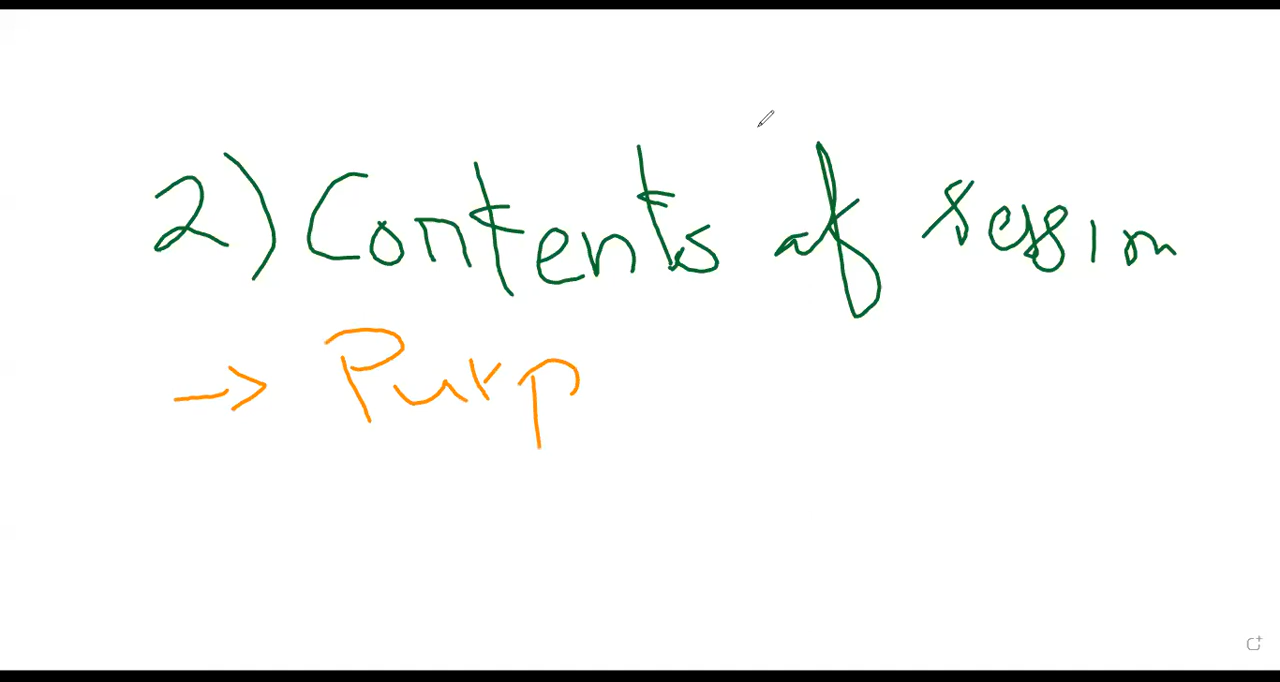 2) Contents of session
→ Purp